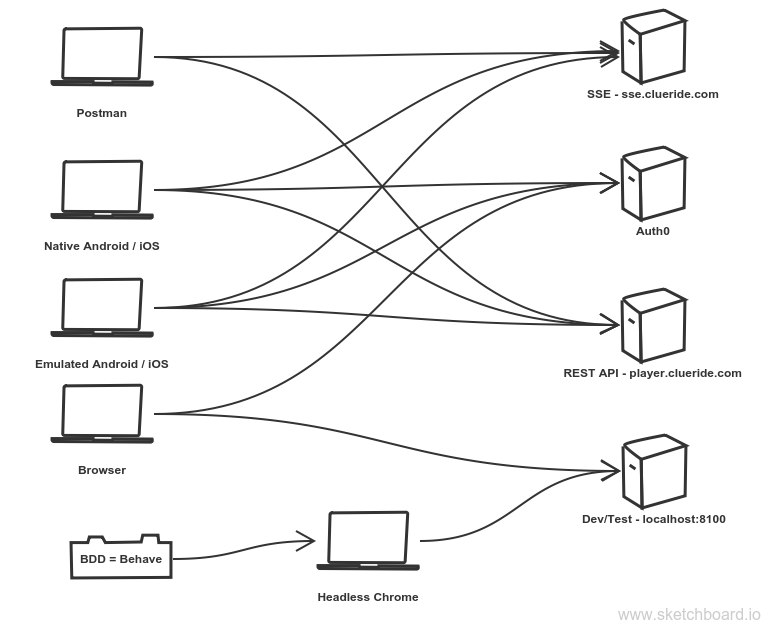 SSE - sse.clueride.com
Postman
Auth0
Native Android / iOS
Emulated Android / iOS
REST API - player.clueride.com
Browser
Dev/Test - localhost:8100
BDD = Behave
Headless Chrome
www.sketchboard.io